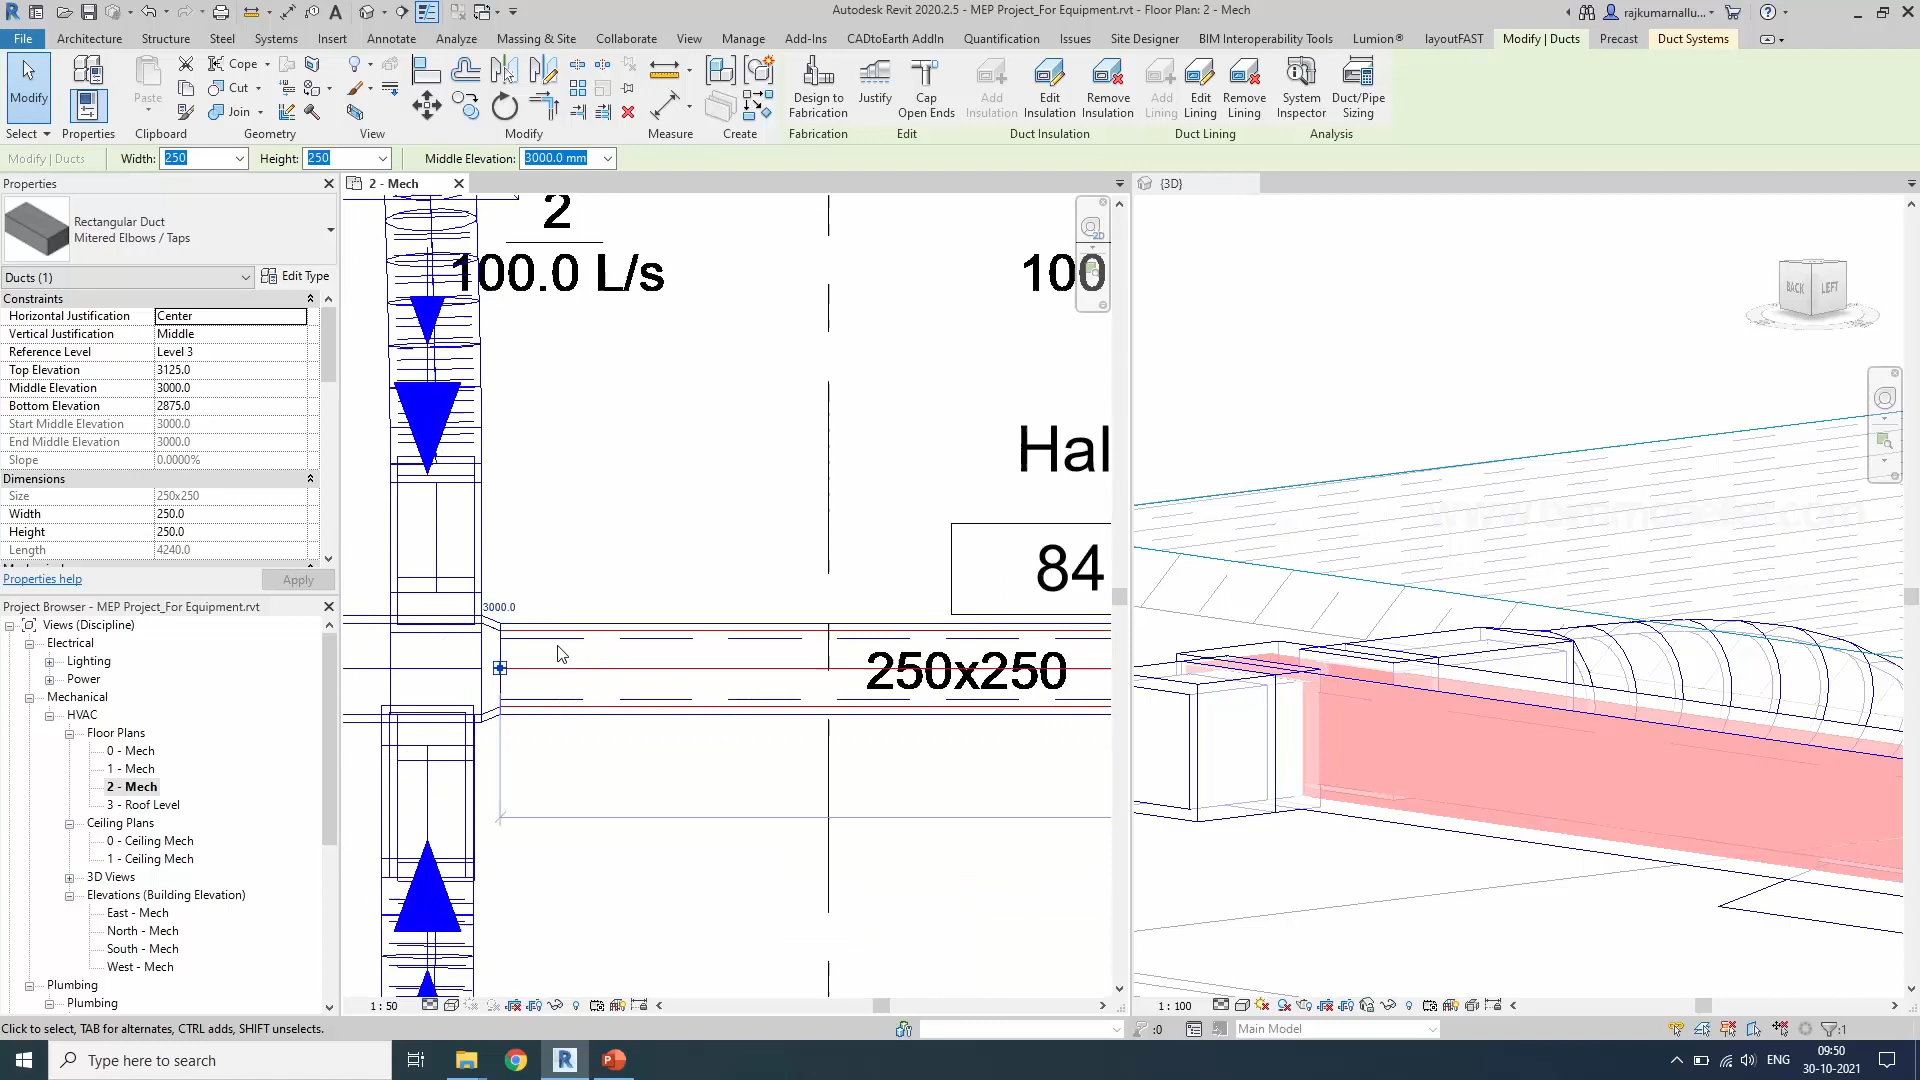 Autodesk Revit 2020.2.5 - MEP Project_For Equipment.rvt - Floor Plan: 2 - Mech
rajkumarnallu...
File Architecture Structure Steel Systems Insert Annotate Analyze Massing & Site Collaborate View Manage Add-Ins CADtoEarth AddIn Quantification Issues Site Designer BIM Interoperability Tools Lumion® layoutFAST Modify | Ducts Precast Duct Systems
Modify
Paste
Cope
Cut
Join
Design to Fabrication
Justify
Cap Open Ends
Add Insulation
Edit Insulation
Remove Insulation
Add Lining
Edit Lining
Remove Lining
System Inspector
Duct/Pipe Sizing
Select Properties Clipboard Geometry View Modify Measure Create Fabrication Edit Duct Insulation Duct Lining Analysis
Modify | Ducts Width: 250 Height: 250 Middle Elevation: 3000.0 mm
Properties
Rectangular Duct
Mitered Elbows / Taps
Ducts (1) Edit Type
Constraints
Horizontal Justification Center
Vertical Justification Middle
Reference Level Level 3
Top Elevation 3125.0
Middle Elevation 3000.0
Bottom Elevation 2875.0
Start Middle Elevation 3000.0
End Middle Elevation 3000.0
Slope 0.0000%
Dimensions
Size 250x250
Width 250.0
Height 250.0
Length 4240.0
Properties help Apply
Project Browser - MEP Project_For Equipment.rvt
Views (Discipline)
Electrical
Lighting
Power
Mechanical
HVAC
Floor Plans
0 - Mech
1 - Mech
2 - Mech
3 - Roof Level
Ceiling Plans
0 - Ceiling Mech
1 - Ceiling Mech
3D Views
Elevations (Building Elevation)
East - Mech
North - Mech
South - Mech
West - Mech
Plumbing
Plumbing
2 - Mech
2D
2
100.0 L/s
100
Hal
84
3000.0
250x250
1 : 50
{3D}
BACK LEFT
1 : 100
Click to select, TAB for alternates, CTRL adds, SHIFT unselects.
:0
Main Model
:1
Type here to search
ENG
09:50
30-10-2021